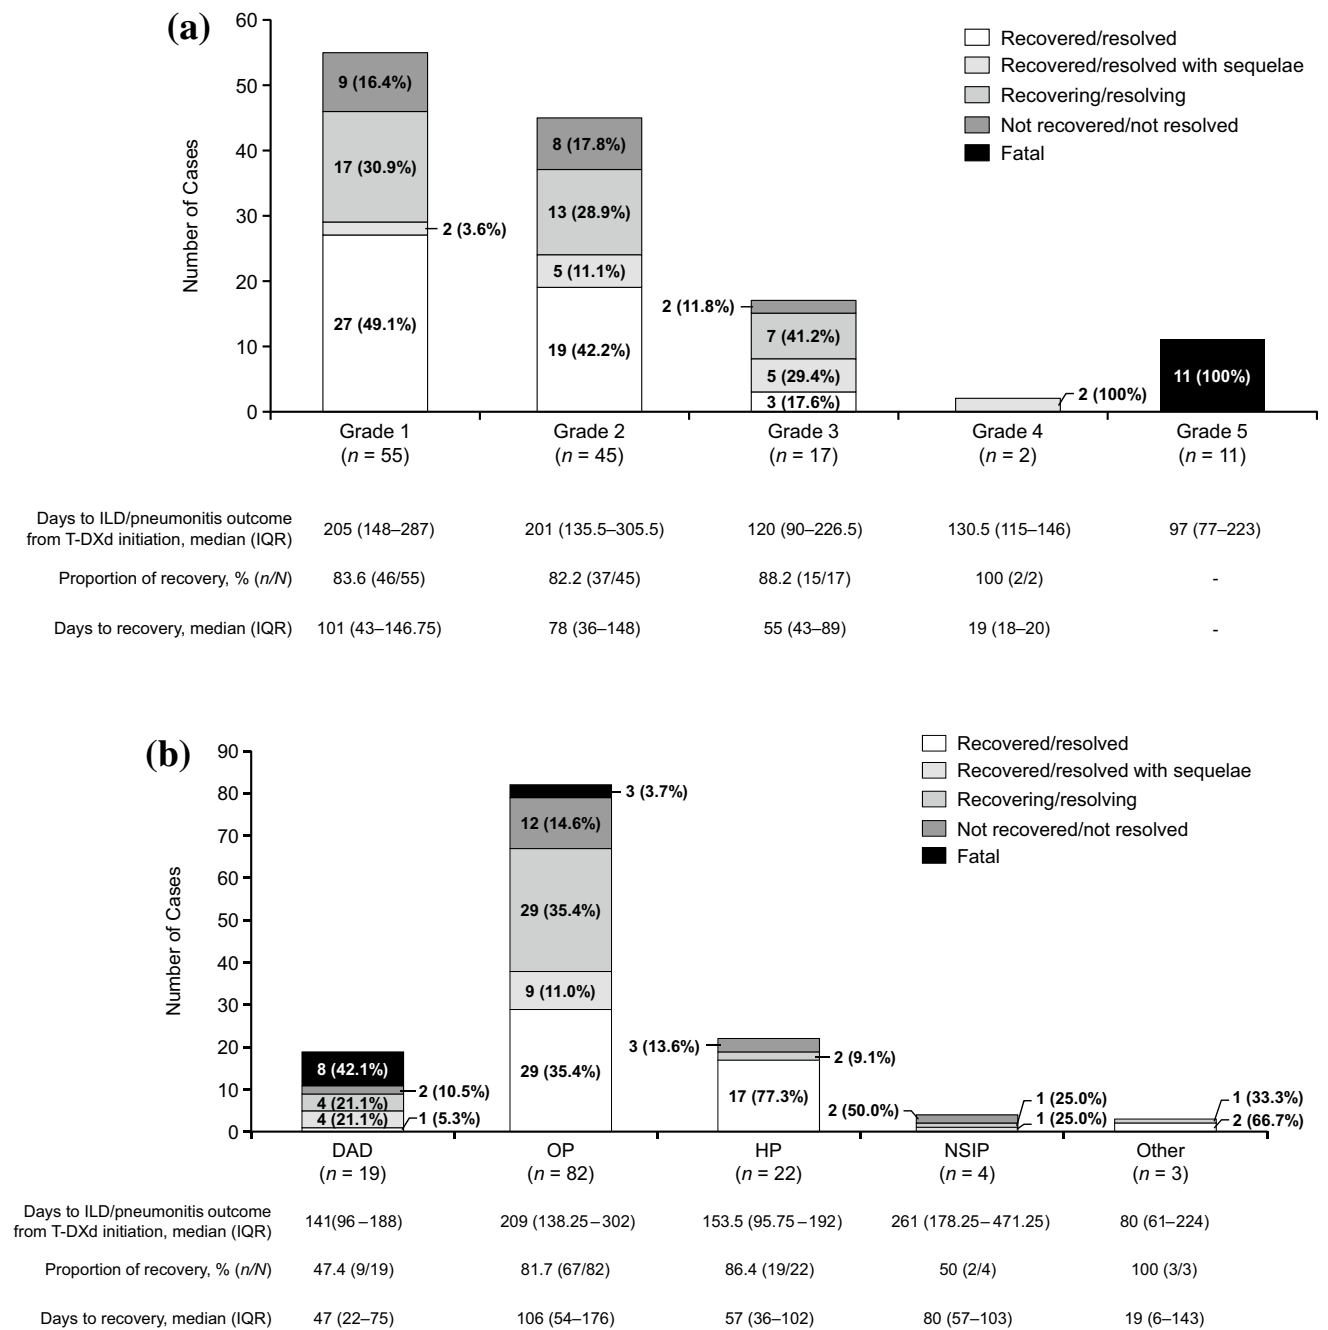 (a)
60
50
40
30
20
10
0
Number of Cases
Recovered/resolved
Recovered/resolved with sequelae
Recovering/resolving
Not recovered/not resolved
Fatal
9 (16.4%)
17 (30.9%)
2 (3.6%)
27 (49.1%)
8 (17.8%)
13 (28.9%)
5 (11.1%)
19 (42.2%)
2 (11.8%)
7 (41.2%)
5 (29.4%)
3 (17.6%)
2 (100%)
11 (100%)
Grade 1 Grade 2 Grade 3 Grade 4 Grade 5
(n = 55) (n = 45) (n = 17) (n = 2) (n = 11)
Days to ILD/pneumonitis outcome
from T-DXd initiation, median (IQR) 205 (148–287) 201 (135.5–305.5) 120 (90–226.5) 130.5 (115–146) 97 (77–223)
Proportion of recovery, % (n/N) 83.6 (46/55) 82.2 (37/45) 88.2 (15/17) 100 (2/2) -
Days to recovery, median (IQR) 101 (43–146.75) 78 (36–148) 55 (43–89) 19 (18–20) -
(b)
90
80
70
60
50
40
30
20
10
0
Number of Cases
Recovered/resolved
Recovered/resolved with sequelae
Recovering/resolving
Not recovered/not resolved
Fatal
8 (42.1%)
2 (10.5%)
4 (21.1%)
4 (21.1%)
1 (5.3%)
3 (3.7%)
12 (14.6%)
29 (35.4%)
9 (11.0%)
29 (35.4%)
3 (13.6%)
2 (9.1%)
17 (77.3%)
2 (50.0%)
1 (25.0%)
1 (25.0%)
1 (33.3%)
2 (66.7%)
DAD OP HP NSIP Other
(n = 19) (n = 82) (n = 22) (n = 4) (n = 3)
Days to ILD/pneumonitis outcome
from T-DXd initiation, median (IQR) 141(96–188) 209 (138.25–302) 153.5 (95.75–192) 261 (178.25–471.25) 80 (61–224)
Proportion of recovery, % (n/N) 47.4 (9/19) 81.7 (67/82) 86.4 (19/22) 50 (2/4) 100 (3/3)
Days to recovery, median (IQR) 47 (22–75) 106 (54–176) 57 (36–102) 80 (57–103) 19 (6–143)